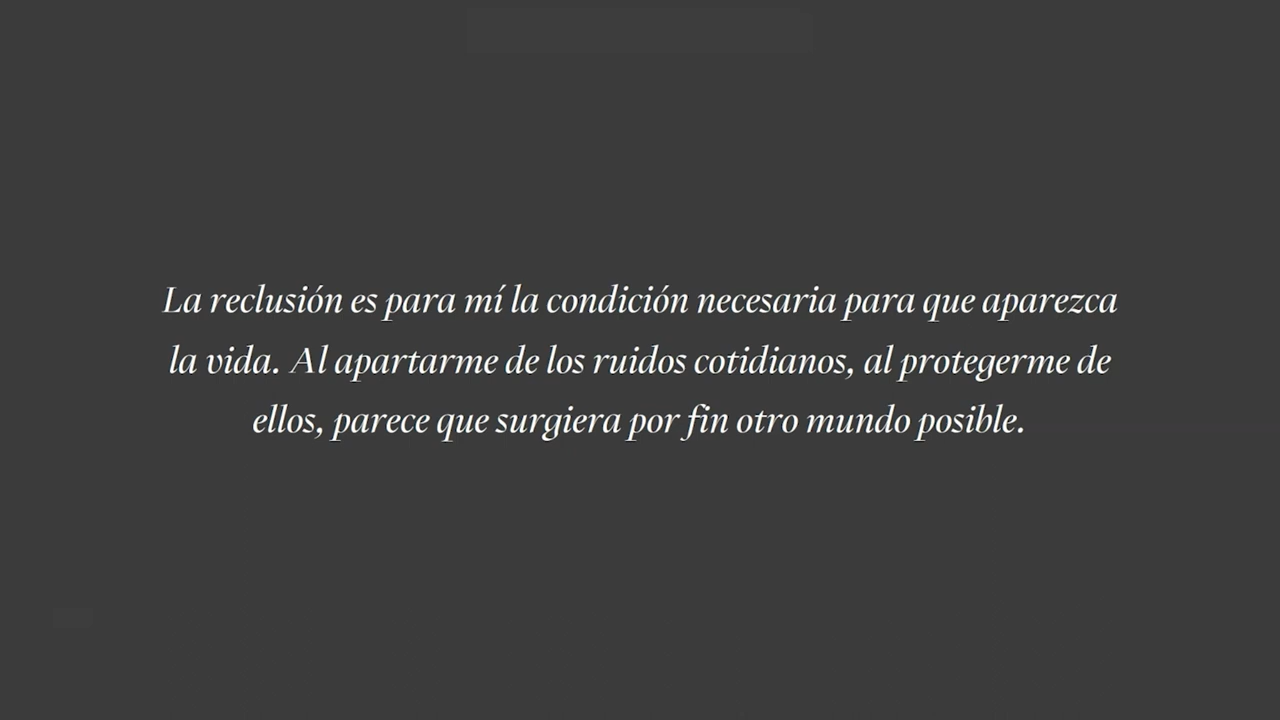 La reclusión es para mí la condición necesaria para que aparezca
la vida. Al apartarme de los ruidos cotidianos, al protegerme de
ellos, parece que surgiera por fin otro mundo posible.